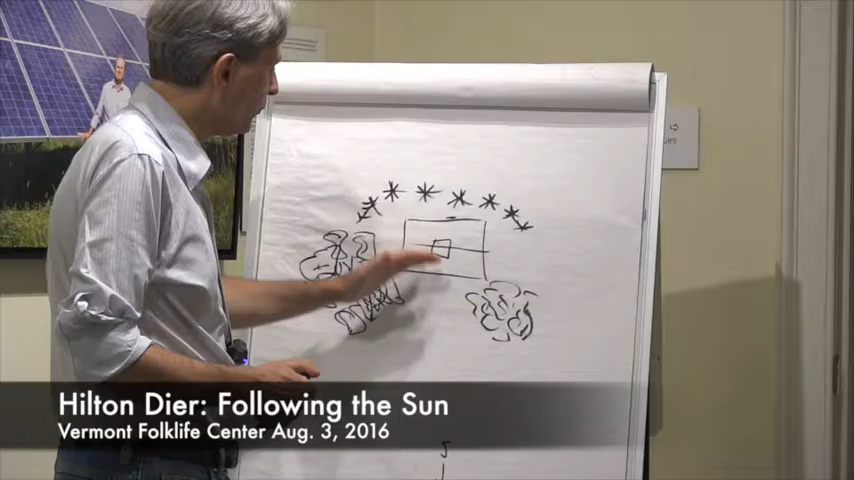 Hilton Dier: Following the Sun
Vermont Folklife Center Aug. 3, 2016
S